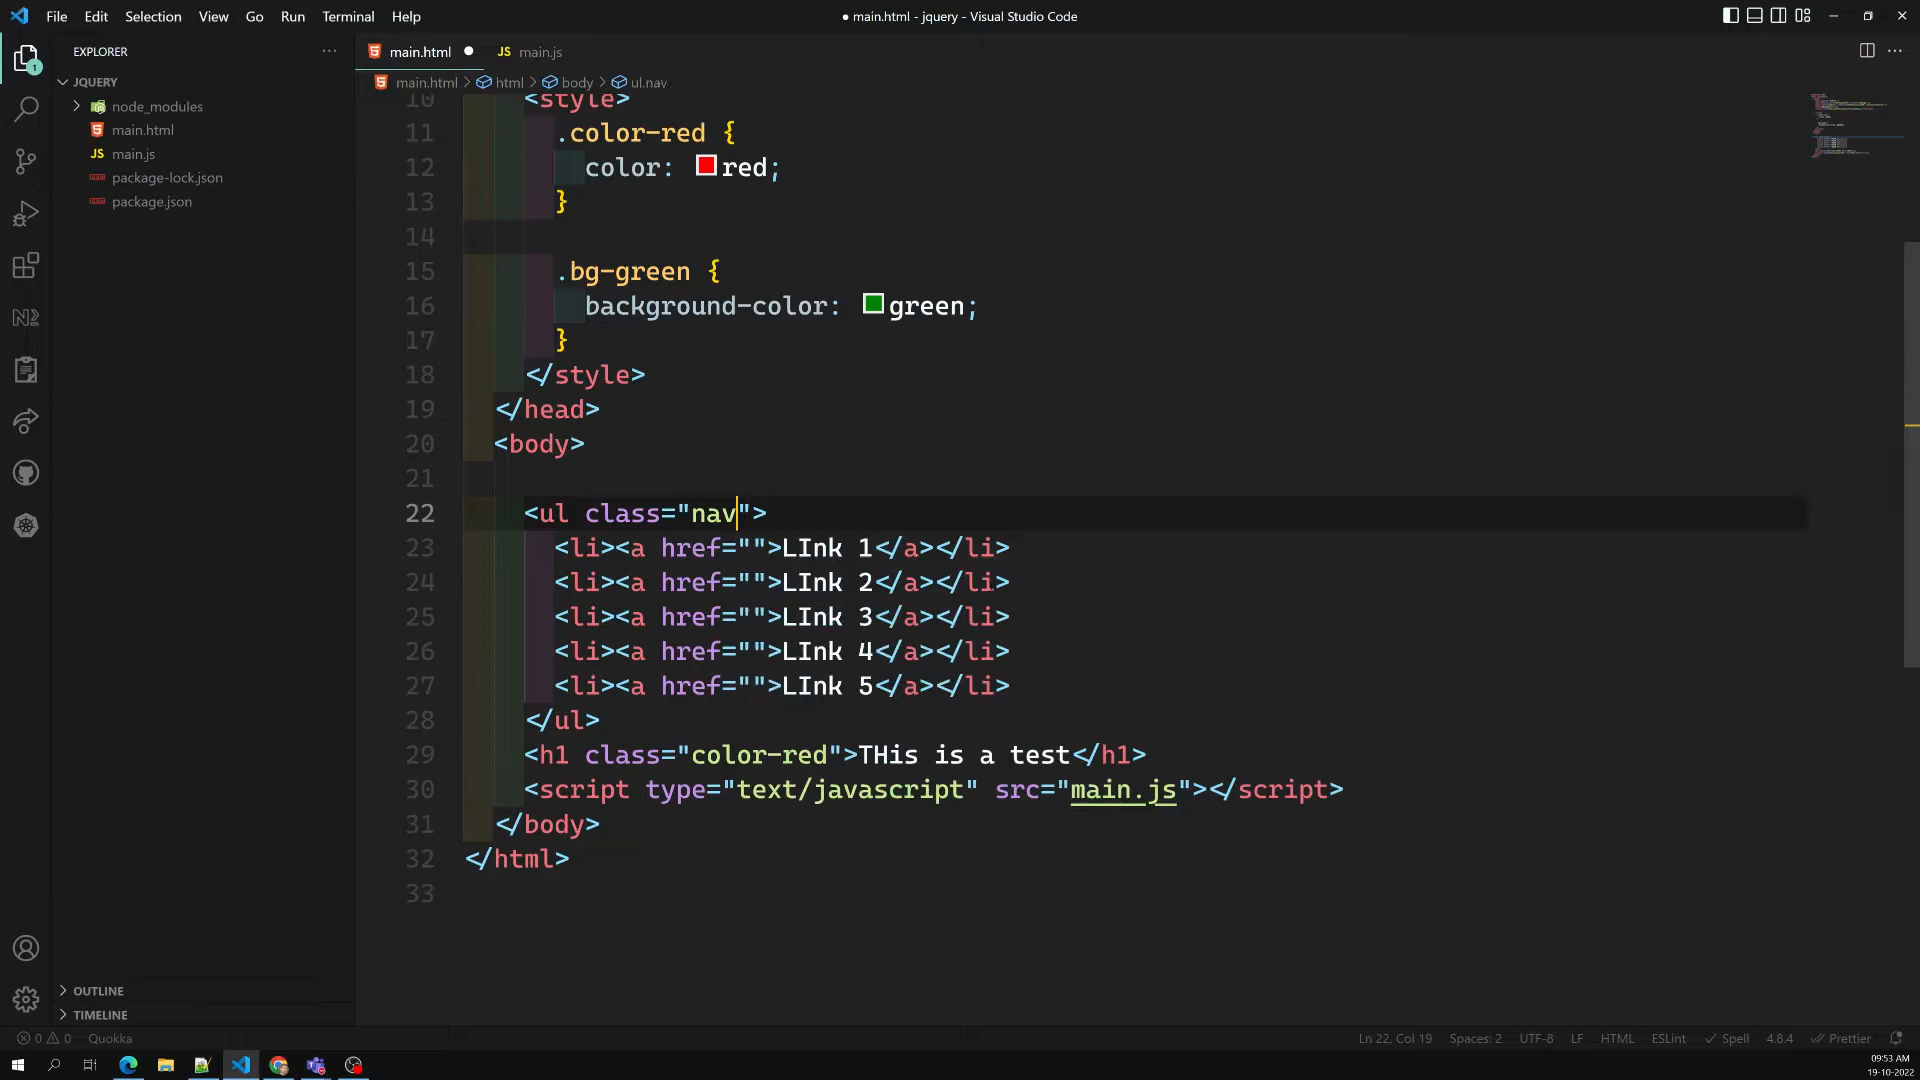 File Edit Selection View Go Run Terminal Help
● main.html - jquery - Visual Studio Code
EXPLORER
main.html
JS main.js
JQUERY
main.html > html > body > ul.nav
node_modules
main.html
JS main.js
package-lock.json
package.json
10 <style>
11 .color-red {
12 color: red;
13 }
14
15 .bg-green {
16 background-color: green;
17 }
18 </style>
19 </head>
20 <body>
21
22 <ul class="nav">
23 <li><a href="">LInk 1</a></li>
24 <li><a href="">LInk 2</a></li>
25 <li><a href="">LInk 3</a></li>
26 <li><a href="">LInk 4</a></li>
27 <li><a href="">LInk 5</a></li>
28 </ul>
29 <h1 class="color-red">THis is a test</h1>
30 <script type="text/javascript" src="main.js"></script>
31 </body>
32 </html>
33
1
OUTLINE
TIMELINE
0 0 Quokka
Ln 22, Col 19 Spaces: 2 UTF-8 LF HTML ESLint Spell 4.8.4 Prettier
09:53 AM
19-10-2022